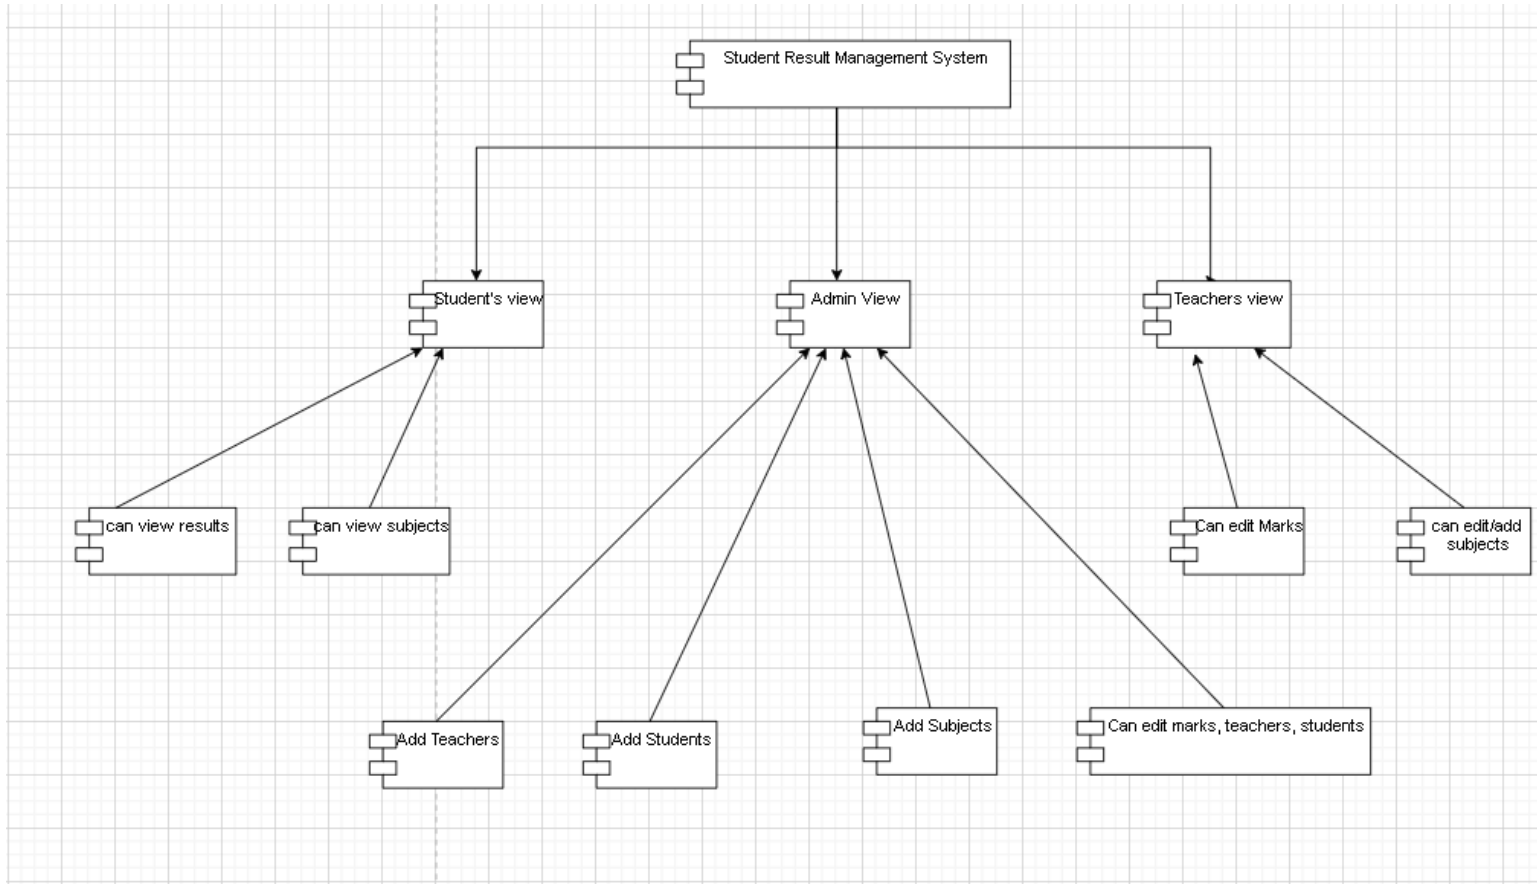 Student Result Management System
Student's view
Admin View
Teachers view
can view results
can view subjects
Can edit Marks
can edit/add
subjects
Add Teachers
Add Students
Add Subjects
Can edit marks, teachers, students